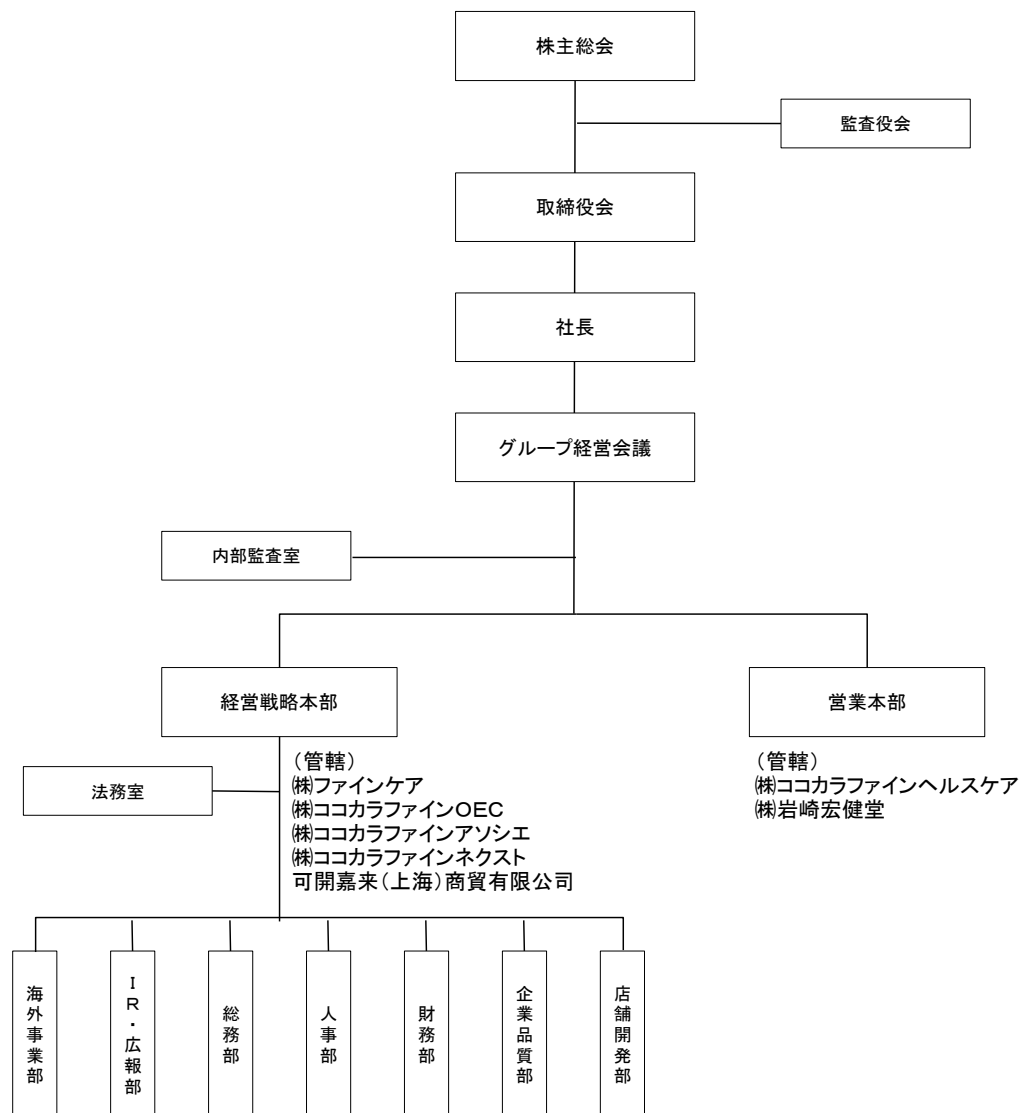 株主総会
監査役会
取締役会
社長
グループ経営会議
内部監査室
経営戦略本部
営業本部
（管轄）
㈱ファインケア
㈱ココカラファインOEC
㈱ココカラファインアソシエ
㈱ココカラファインネクスト
可開嘉来（上海）商貿有限公司
（管轄）
㈱ココカラファインヘルスケア
㈱岩崎宏健堂
法務室
海外事業部
IR・広報部
総務部
人事部
財務部
企業品質部
店舗開発部